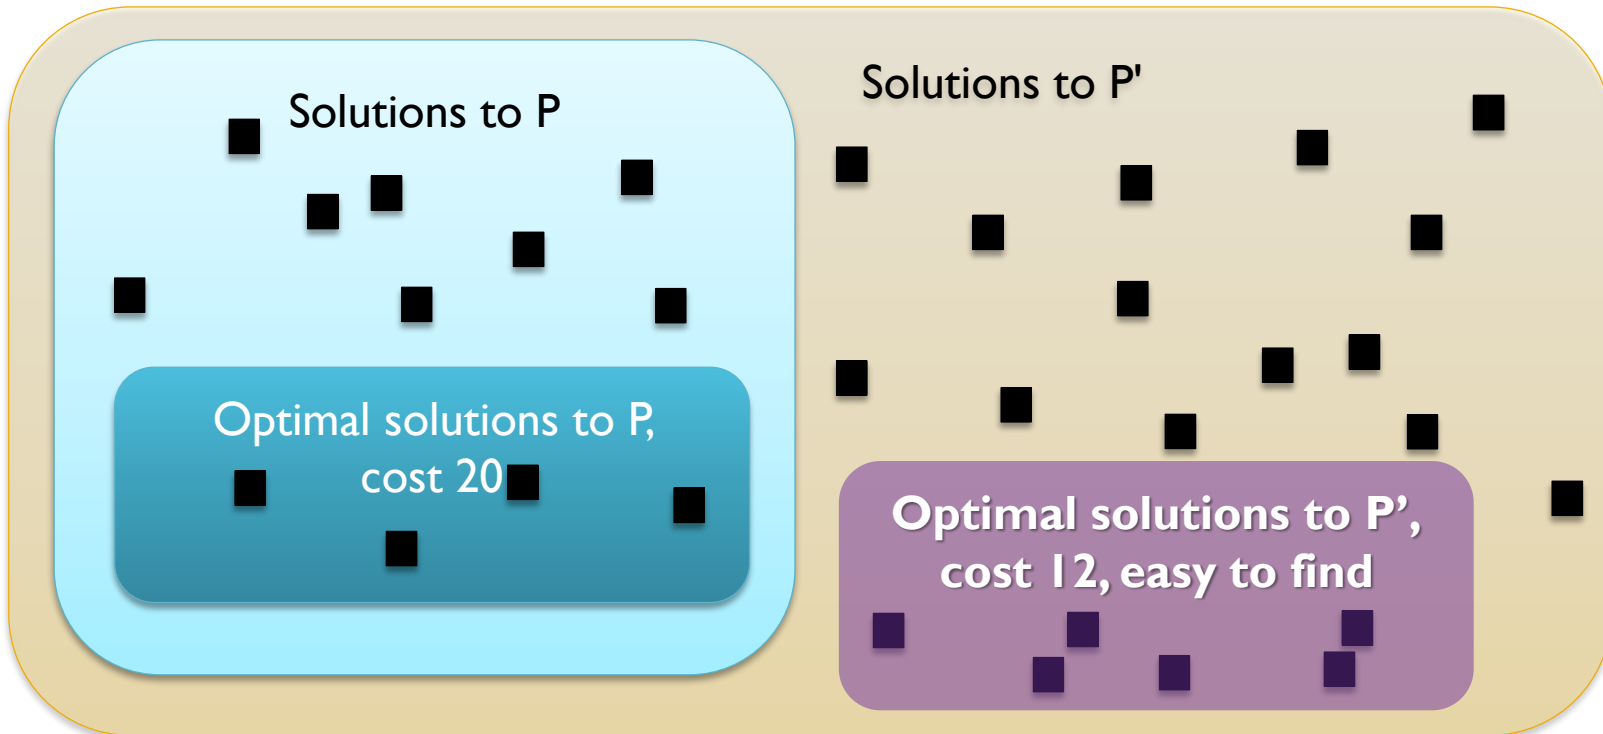 Solutions to P
Solutions to P'
Optimal solutions to P,
cost 20
Optimal solutions to P’,
cost 12, easy to find